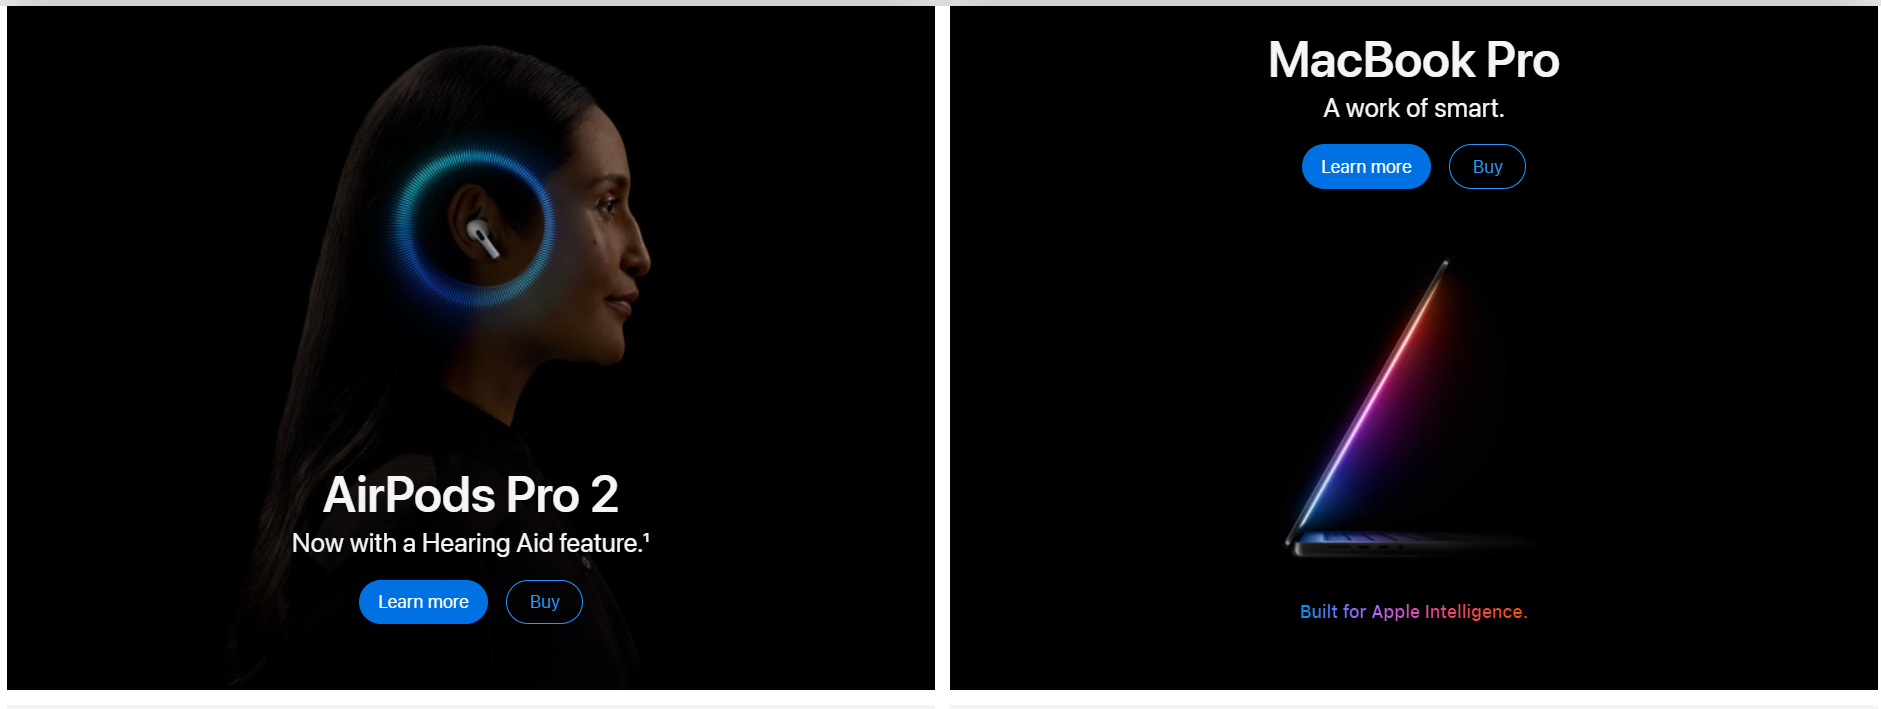 AirPods Pro 2
Now with a Hearing Aid feature.¹
Learn more
Buy
MacBook Pro
A work of smart.
Learn more
Buy
Built for Apple Intelligence.